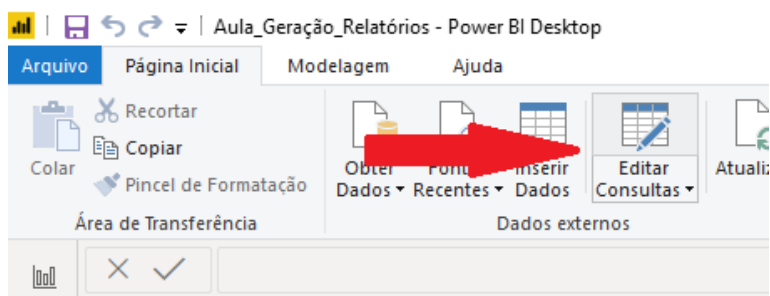 Aula_Geração_Relatórios - Power BI Desktop
Arquivo Página Inicial Modelagem Ajuda
Recortar
Copiar
Pincel de Formatação
Colar
Área de Transferência
Obter
Dados
Recentes
Inserir
Dados
Editar
Consultas
Dados externos